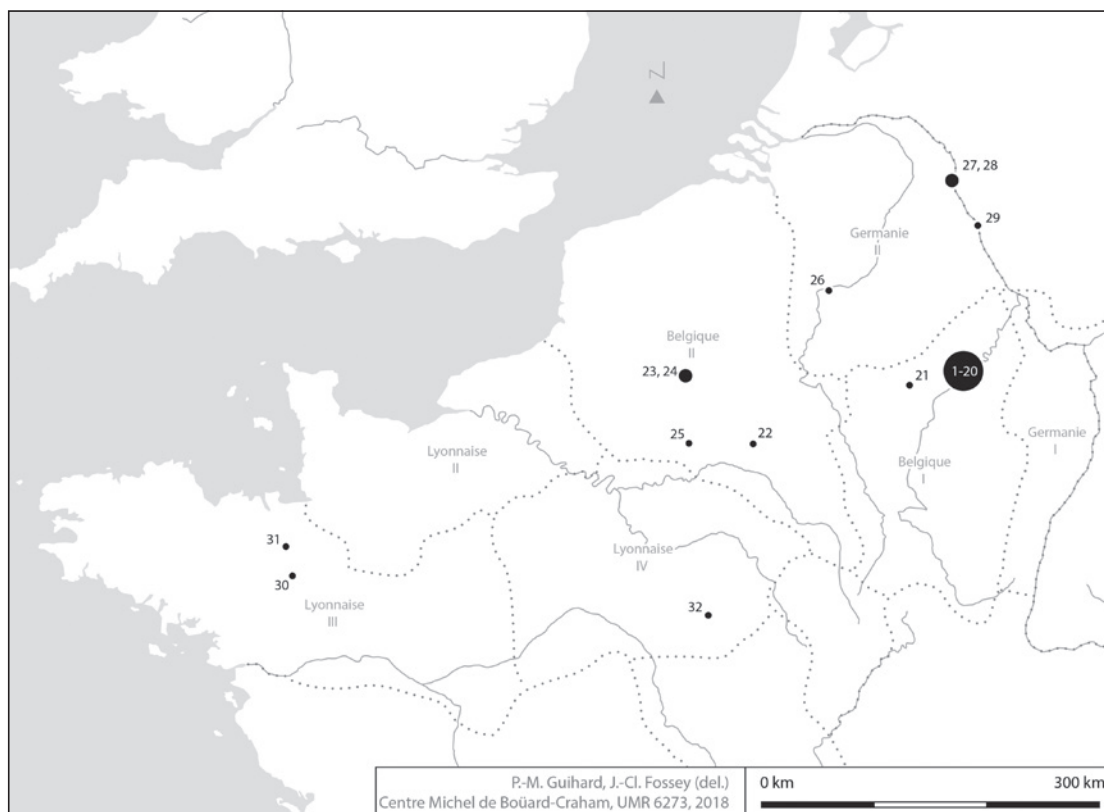 N
27, 28
29
Germanie
II
26
Belgique
II
23, 24
1-20
21
25
22
Lyonnaise
II
Germanie
I
Belgique
I
31
Lyonnaise
IV
30
Lyonnaise
III
32
P.-M. Guihard, J.-Cl. Fossey (del.)
Centre Michel de Boüard-Craham, UMR 6273, 2018
0 km
300 km